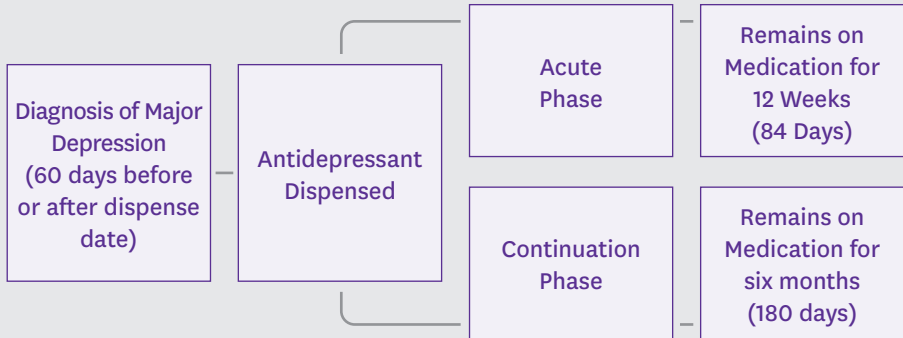 Diagnosis of Major
Depression
(60 days before
or after dispense
date)
Antidepressant
Dispensed
Acute
Phase
Remains on
Medication for
12 Weeks
(84 Days)
Continuation
Phase
Remains on
Medication for
six months
(180 days)